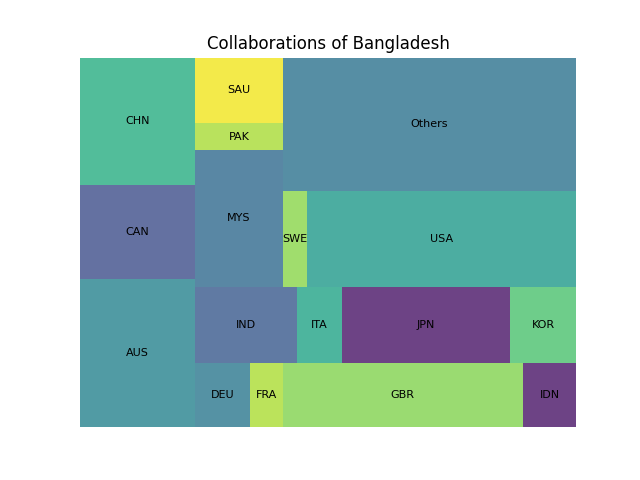 Collaborations of Bangladesh
CHN
SAU
PAK
Others
CAN
MYS
SWE
USA
AUS
IND
ITA
JPN
KOR
DEU
FRA
GBR
IDN